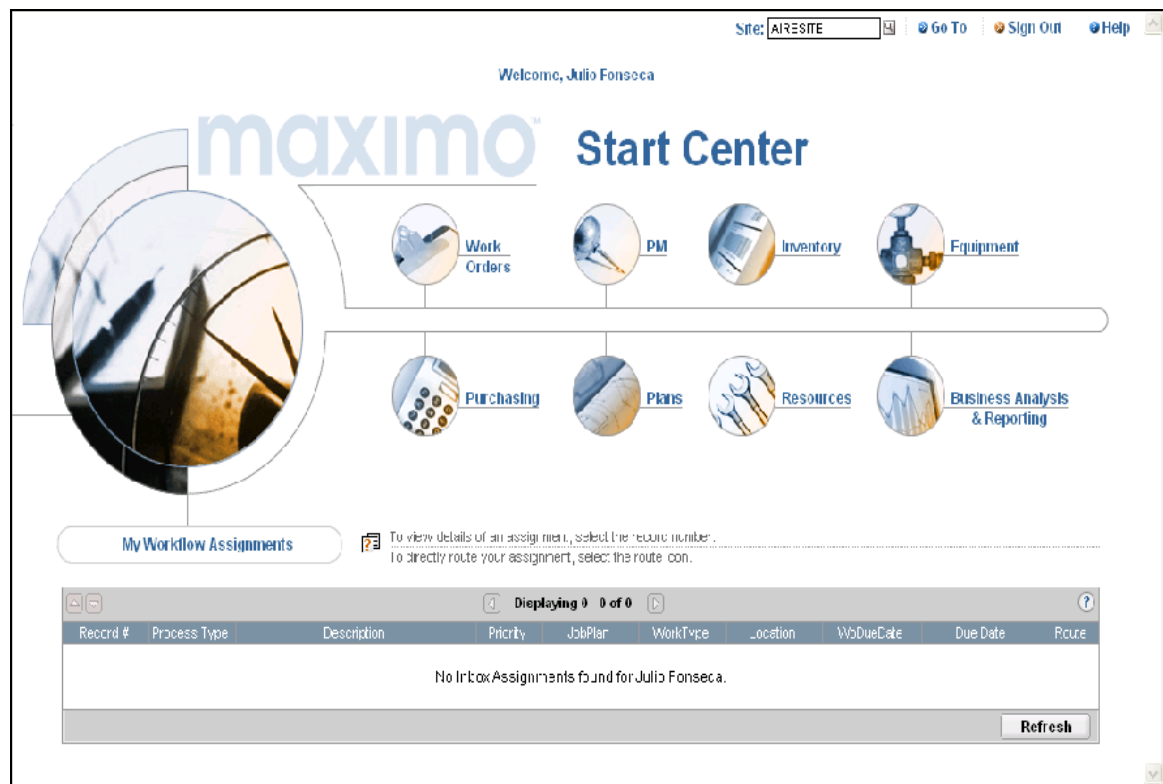 Site: AIRESITE Go To Sign Out Help
Welcome, Julio Fonseca
maximo™ Start Center
Work Orders
PM
Inventory
Equipment
Purchasing
Plans
Resources
Business Analysis & Reporting
My Workflow Assignments
To view details of an assignment, select the record number.
To directly route your assignment, select the route icon.
Displaying 0 0 of 0
Record # Process Type Description Priority JobPlan WorkType Location WoDueDate Due Date Route
No Inbox Assignments found for Julio Fonseca.
Refresh